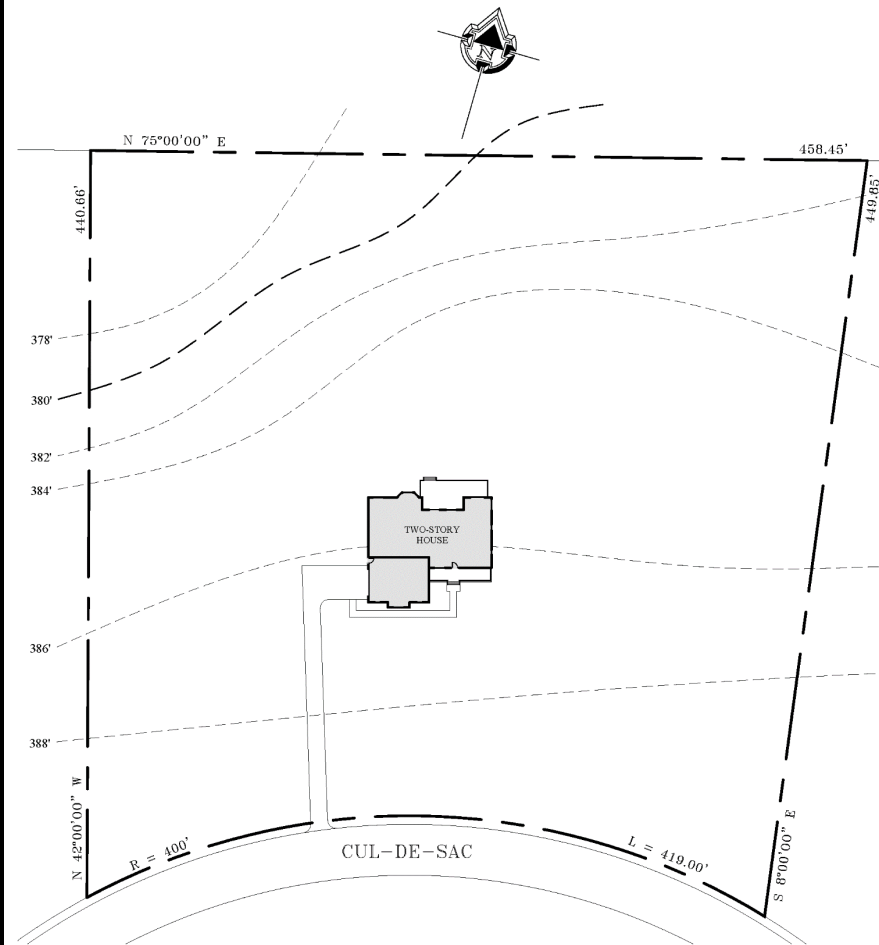 N
N 75°00'00" E
458.45'
440.66'
449.85'
378'
380'
382'
384'
TWO-STORY
HOUSE
386'
388'
N 42°00'00" W
R = 400'
CUL-DE-SAC
L = 419.00'
S 8°00'00" E